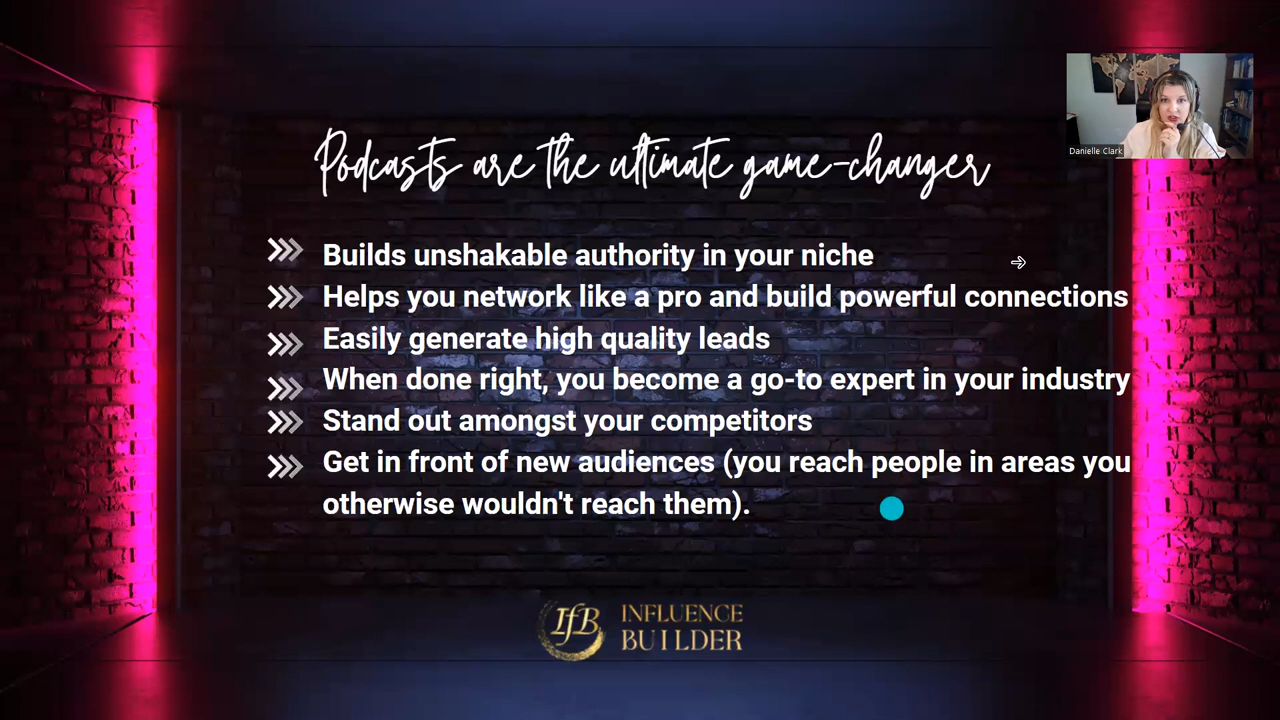 Podcasts are the ultimate game-changer
Danielle Clark
Builds unshakable authority in your niche
Helps you network like a pro and build powerful connections
Easily generate high quality leads
When done right, you become a go-to expert in your industry
Stand out amongst your competitors
Get in front of new audiences (you reach people in areas you
otherwise wouldn't reach them).
IfB
INFLUENCE
BUILDER